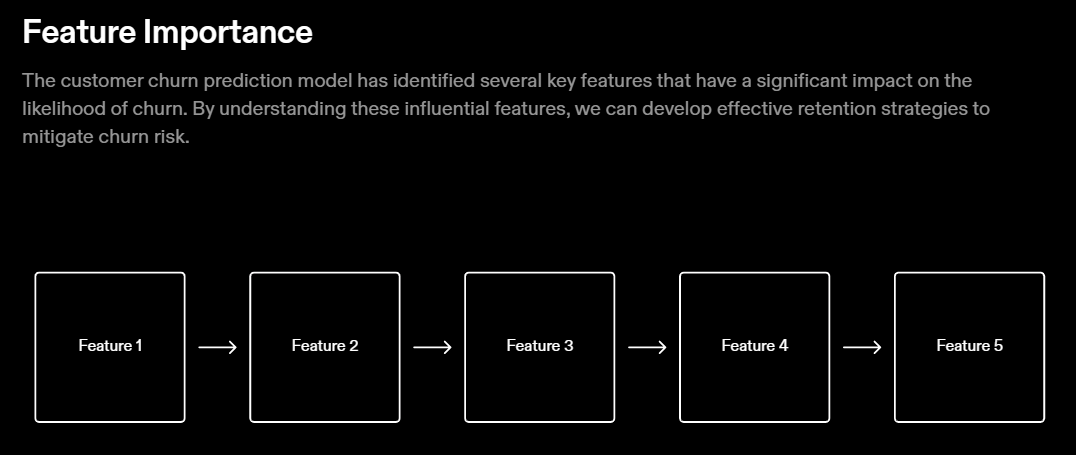 Feature Importance
The customer churn prediction model has identified several key features that have a significant impact on the
likelihood of churn. By understanding these influential features, we can develop effective retention strategies to
mitigate churn risk.
Feature 1
Feature 2
Feature 3
Feature 4
Feature 5